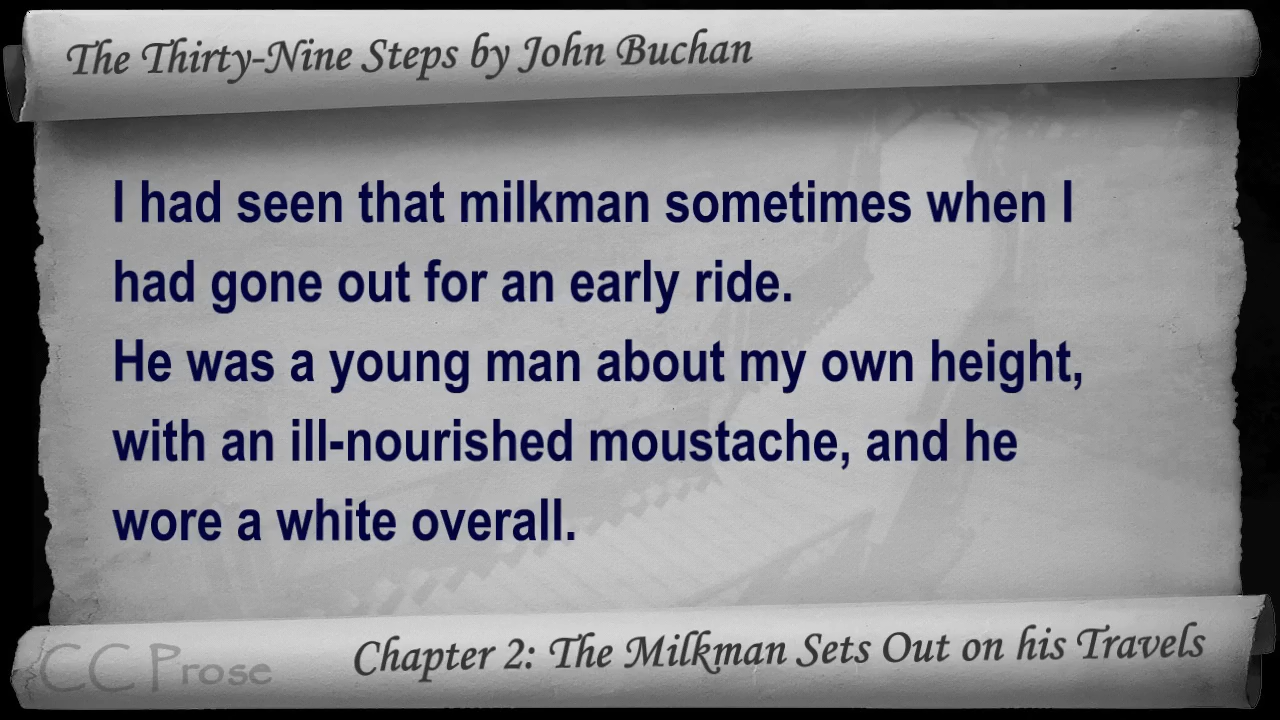 The Thirty-Nine Steps by John Buchan
I had seen that milkman sometimes when I
had gone out for an early ride.
He was a young man about my own height,
with an ill-nourished moustache, and he
wore a white overall.
CC Prose
Chapter 2: The Milkman Sets Out on his Travels